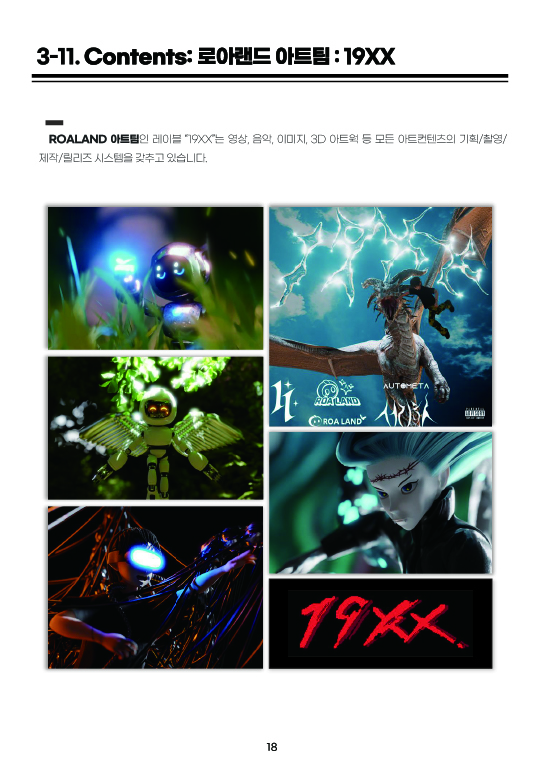 3-11. Contents: 로아랜드 아트팀 : 19XX
ROALAND 아트팀인 레이블 "19XX"는 영상, 음악, 이미지, 3D 아트웍 등 모든 아트컨텐츠의 기획/촬영/
제작/릴리즈 시스템을 갖추고 있습니다.
ROALAND
AUTOMETA
ROA LAND
19XX.
18